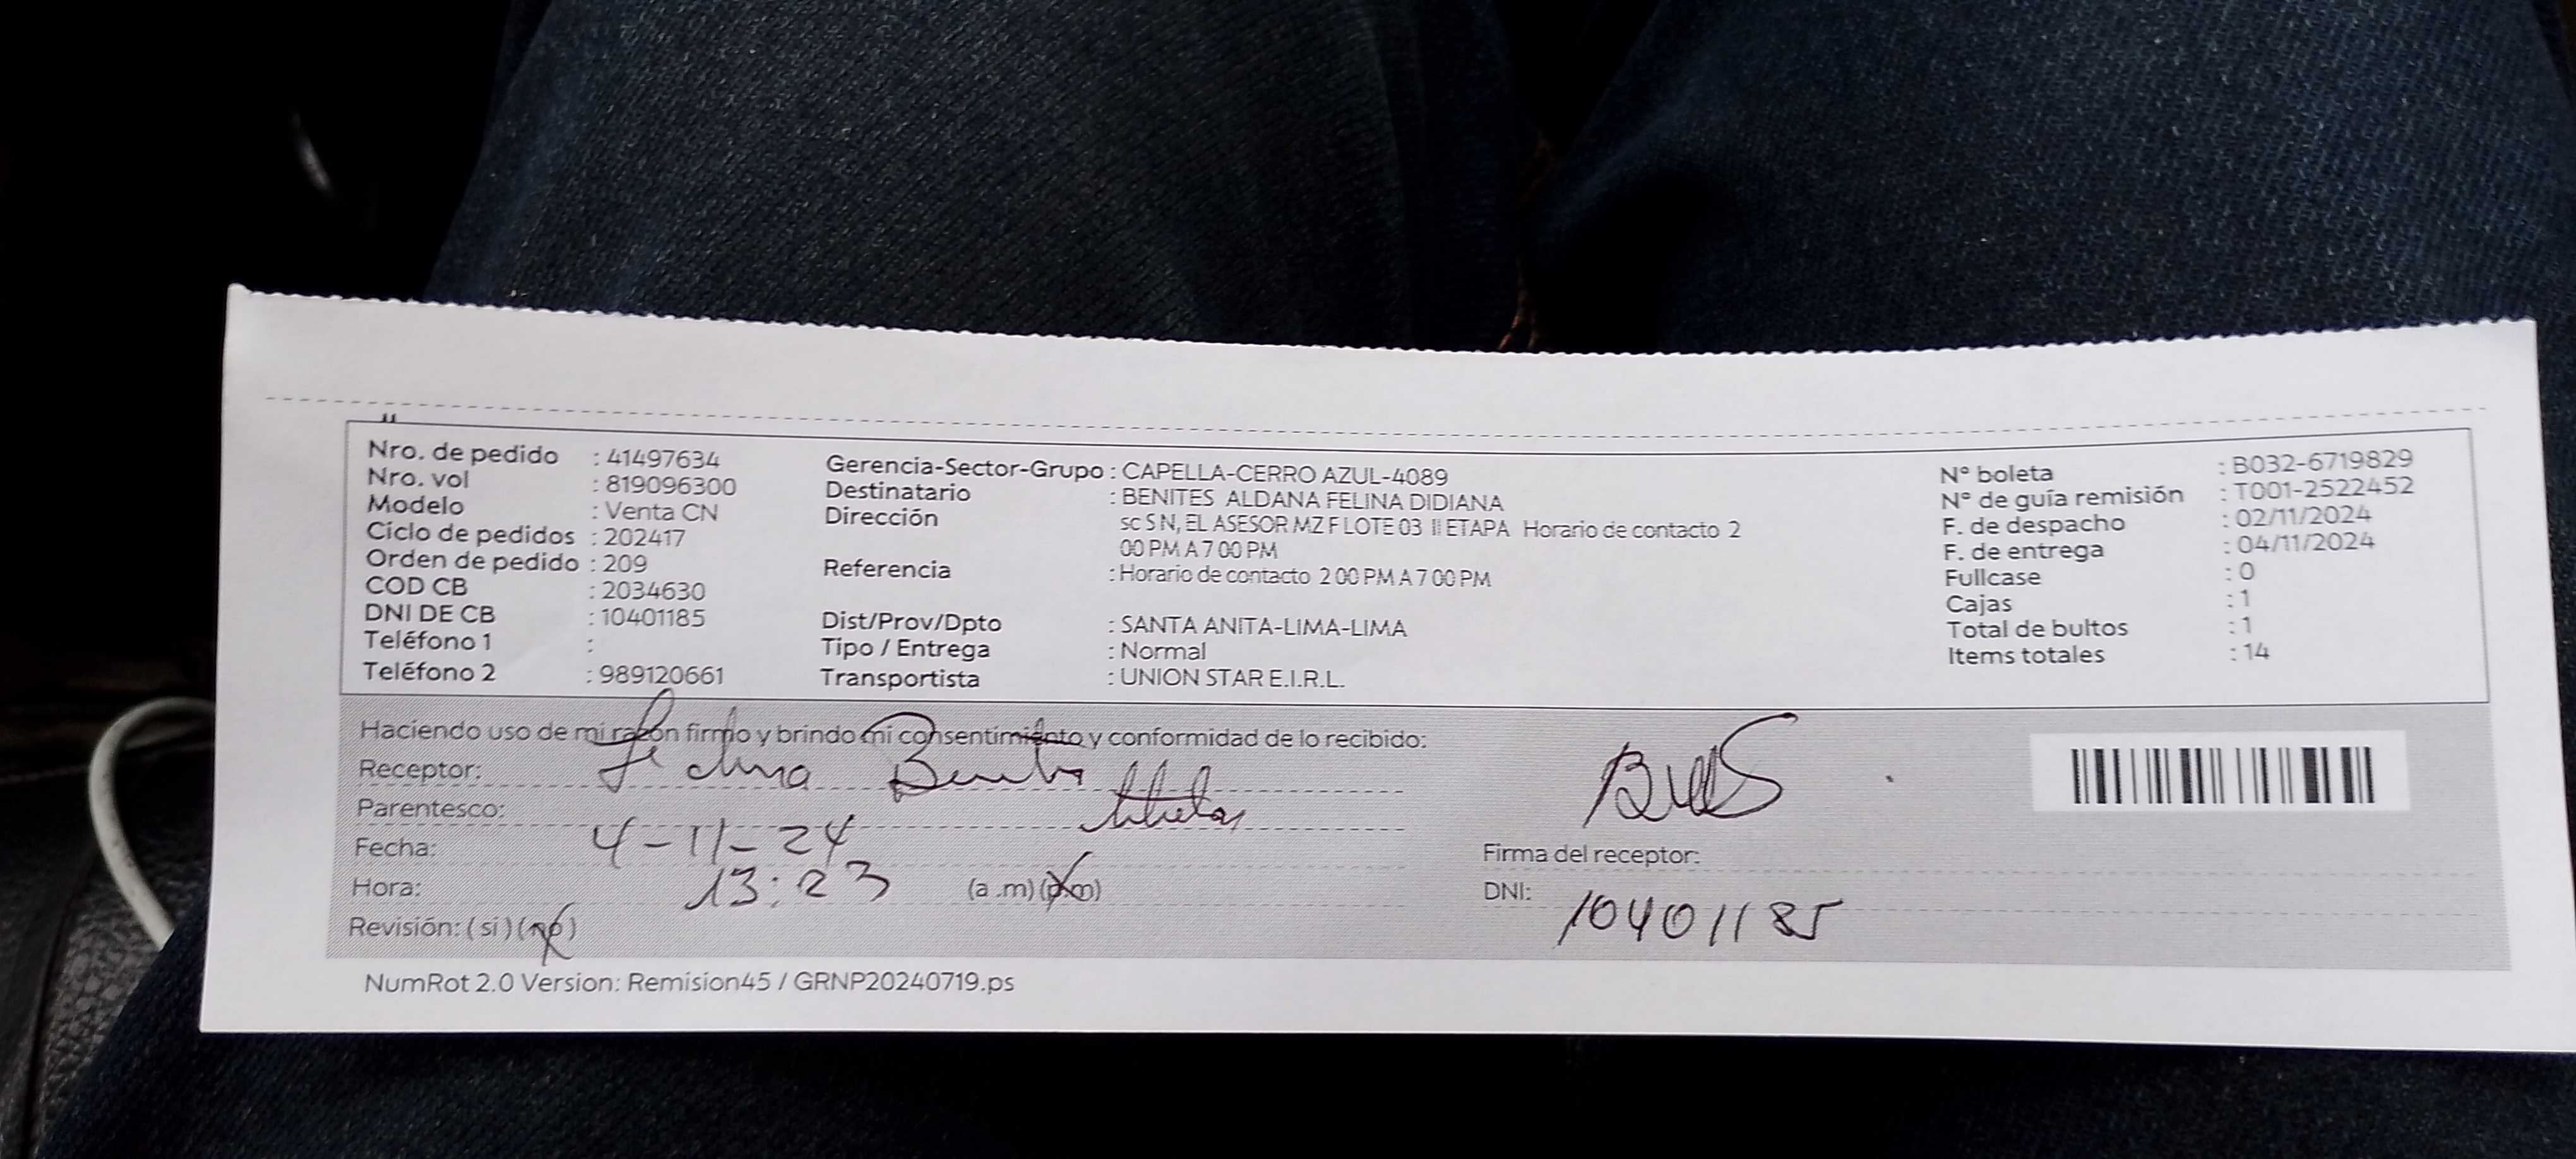 Nro. de pedido : 41497634
Nro. vol : 819096300
Modelo : Venta CN
Ciclo de pedidos : 202417
Orden de pedido : 209
COD CB : 2034630
DNI DE CB : 10401185
Teléfono 1 :
Teléfono 2 : 989120661
Gerencia-Sector-Grupo : CAPELLA-CERRO AZUL-4089
Destinatario : BENITES ALDANA FELINA DIDIANA
Dirección sc S N, EL ASESOR MZ F LOTE 03 II ETAPA Horario de contacto 2
00 PM A 7 00 PM
Referencia : Horario de contacto 2 00 PM A 7 00 PM
Dist/Prov/Dpto : SANTA ANITA-LIMA-LIMA
Tipo / Entrega : Normal
Transportista : UNION STAR E.I.R.L.
N° boleta : B032-6719829
N° de guía remisión : T001-2522452
F. de despacho : 02/11/2024
F. de entrega : 04/11/2024
Fullcase : 0
Cajas : 1
Total de bultos : 1
Items totales : 14
Haciendo uso de mi razón firmo y brindo mi consentimiento y conformidad de lo recibido:
Receptor: Felina Benites
Parentesco: titular
Fecha: 4-11-24
Hora: 13:23 (a .m) (p.m)
Revisión: ( si ) ( no )
Firma del receptor:
DNI: 10401185
NumRot 2.0 Version: Remision45 / GRNP20240719.ps